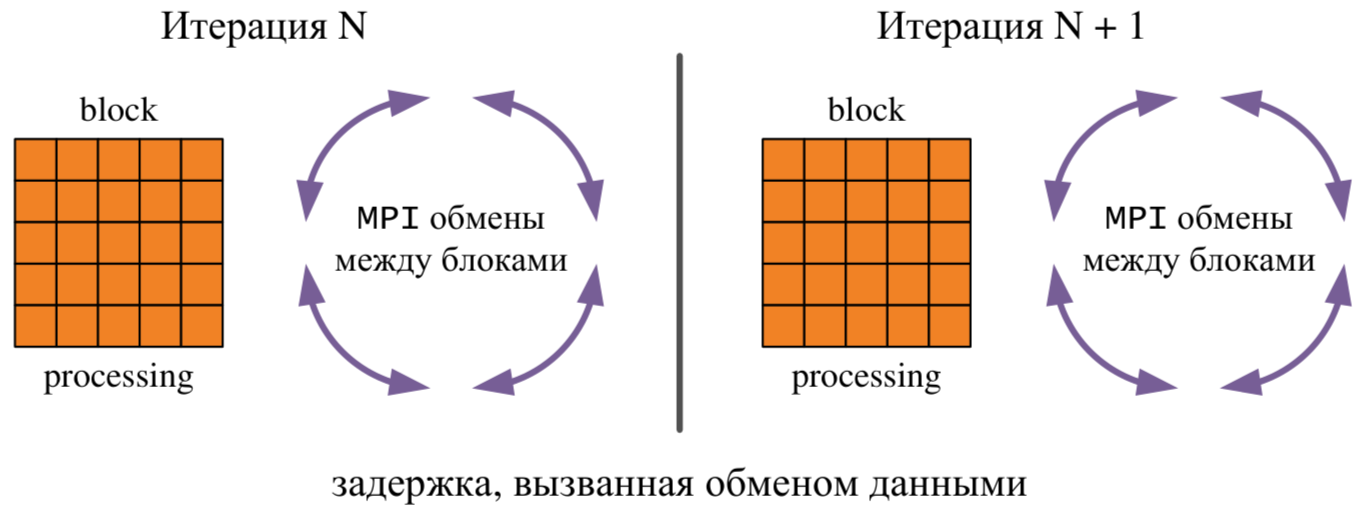 Итерация N
Итерация N + 1
block
processing
MPI обмены
между блоками
block
processing
MPI обмены
между блоками
задержка, вызванная обменом данными